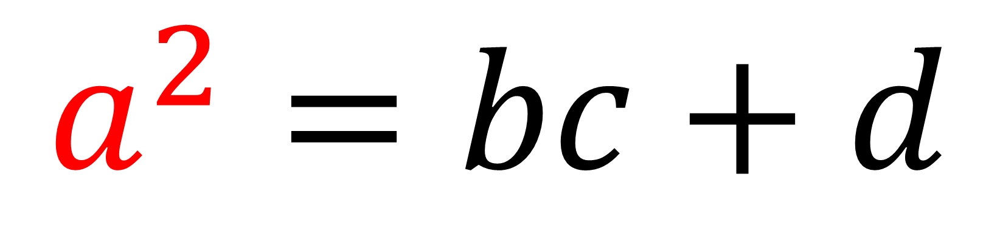 a² = bc + d